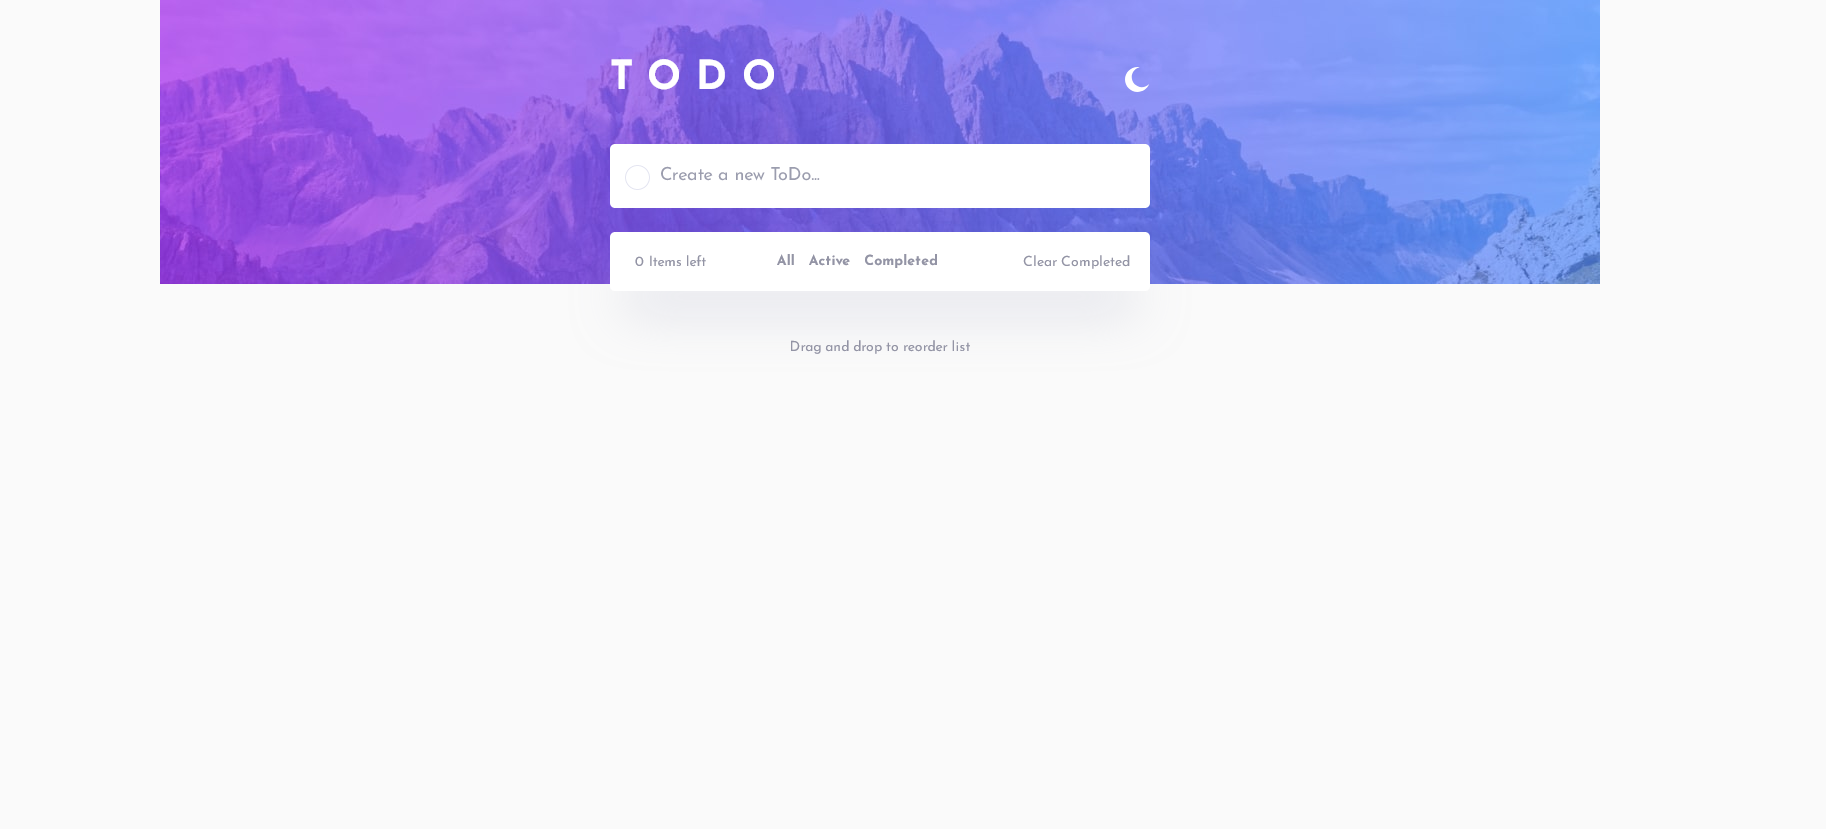 TODO
Create a new ToDo...
0 Items left All Active Completed Clear Completed
Drag and drop to reorder list